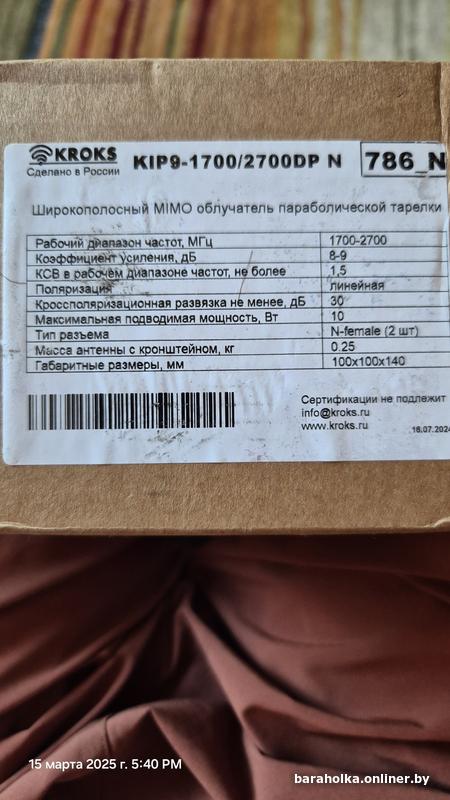 KROKS
Сделано в России
KIP9-1700/2700DP N
786_N
Широкополосный MIMO облучатель параболической тарелки
Рабочий диапазон частот, МГц 1700-2700
Коэффициент усиления, дБ 8-9
КСВ в рабочем диапазоне частот, не более 1,5
Поляризация линейная
Кроссполяризационная развязка не менее, дБ 30
Максимальная подводимая мощность, Вт 10
Тип разъема N-female (2 шт)
Масса антенны с кронштейном, кг 0.25
Габаритные размеры, мм 100x100x140
Сертификации не подлежит
info@kroks.ru
www.kroks.ru
16.07.2024
15 марта 2025 г. 5:40 PM
baraholka.onliner.by